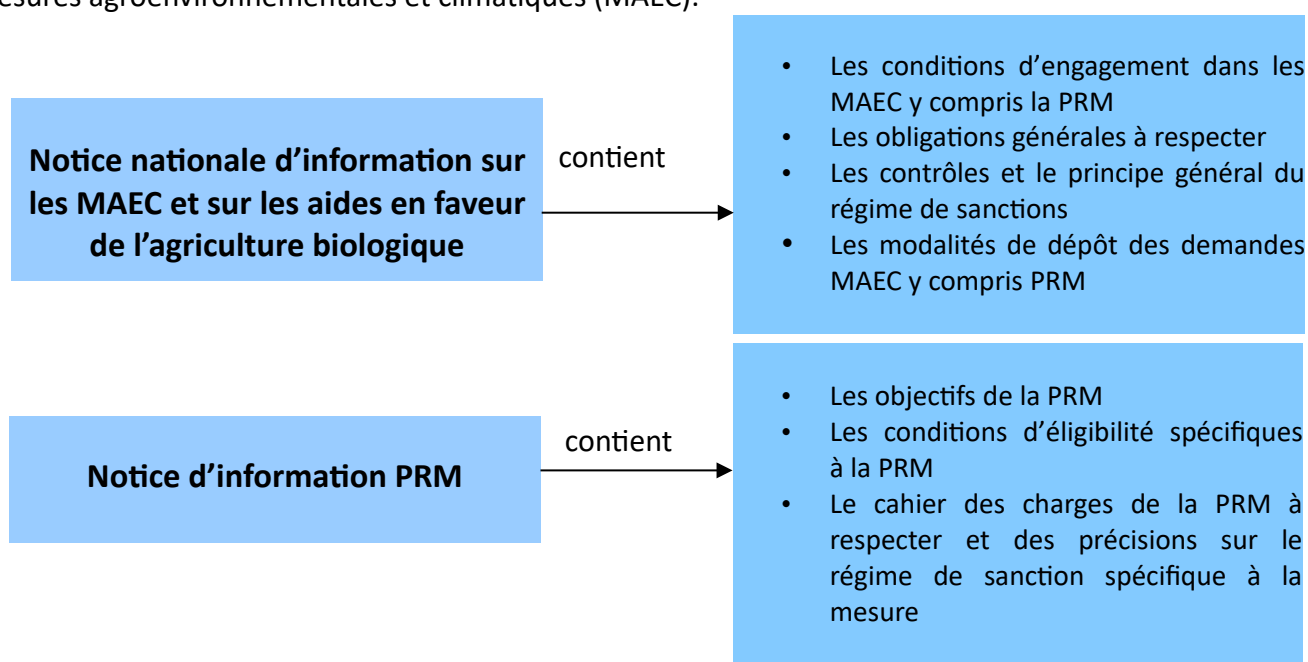 mesures agroenvironnementales et climatiques (MAEC).
Notice nationale d’information sur
les MAEC et sur les aides en faveur
de l’agriculture biologique
contient
• Les conditions d’engagement dans les
MAEC y compris la PRM
• Les obligations générales à respecter
• Les contrôles et le principe général du
régime de sanctions
• Les modalités de dépôt des demandes
MAEC y compris PRM
Notice d’information PRM
contient
• Les objectifs de la PRM
• Les conditions d’éligibilité spécifiques
à la PRM
• Le cahier des charges de la PRM à
respecter et des précisions sur le
régime de sanction spécifique à la
mesure